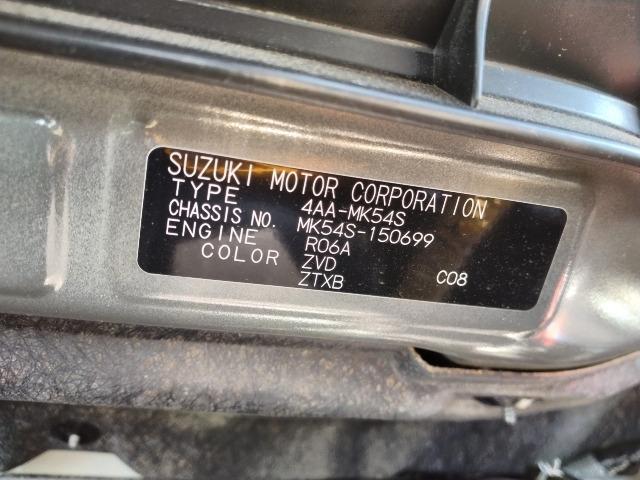 SUZUKI MOTOR CORPORATION
TYPE 4AA-MK54S
CHASSIS NO. MK54S-150699
ENGINE R06A
COLOR ZVD C08
ZTXB